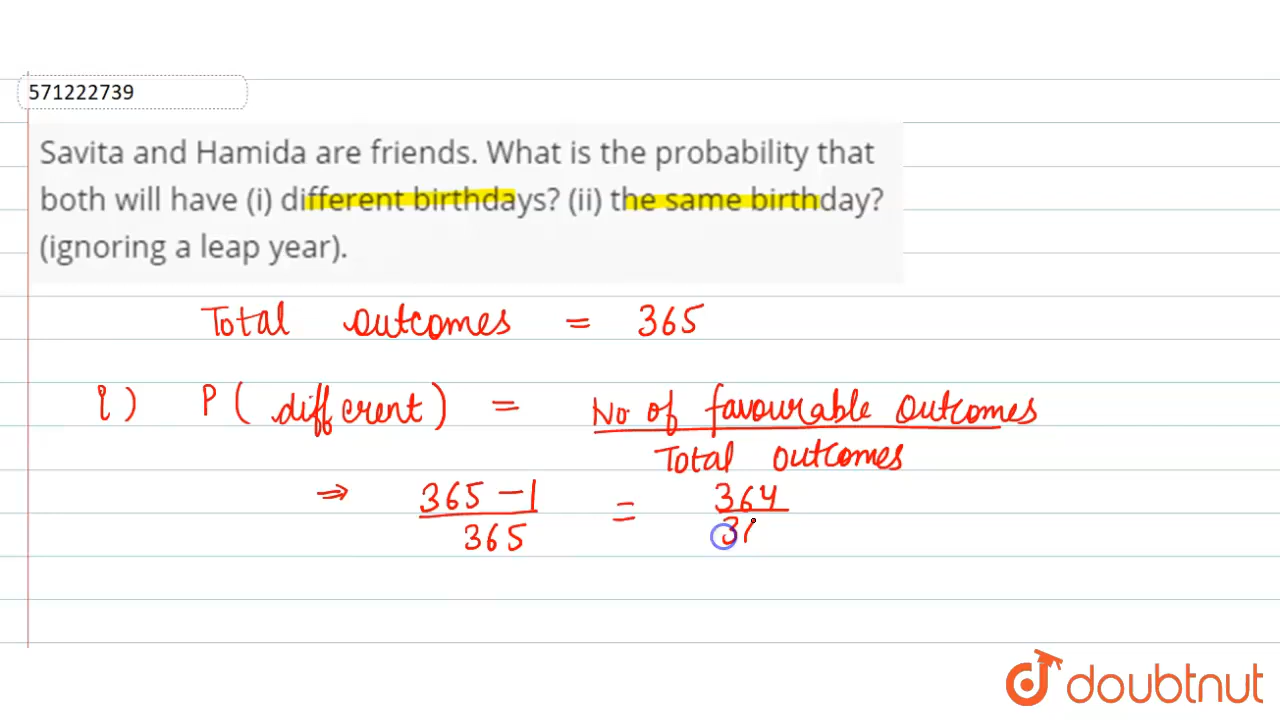 571222739
Savita and Hamida are friends. What is the probability that
both will have (i) different birthdays? (ii) the same birthday?
(ignoring a leap year).
Total outcomes = 365
i) P( different) = No of favourable outcomes
Total outcomes
⇒ 365 - 1 = 364
365
doubtnut